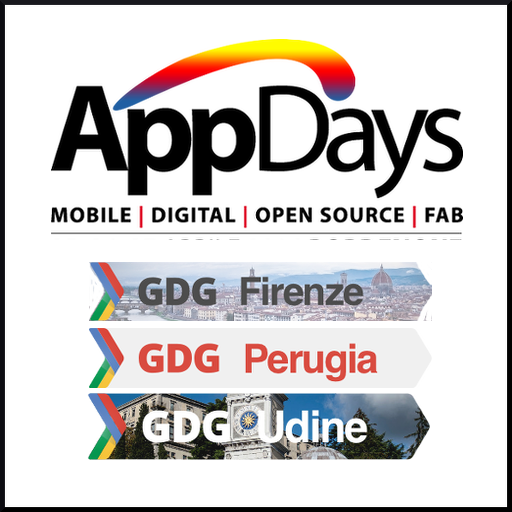 AppDays
MOBILE | DIGITAL | OPEN SOURCE | FAB
GDG Firenze
GDG Perugia
GDG Udine